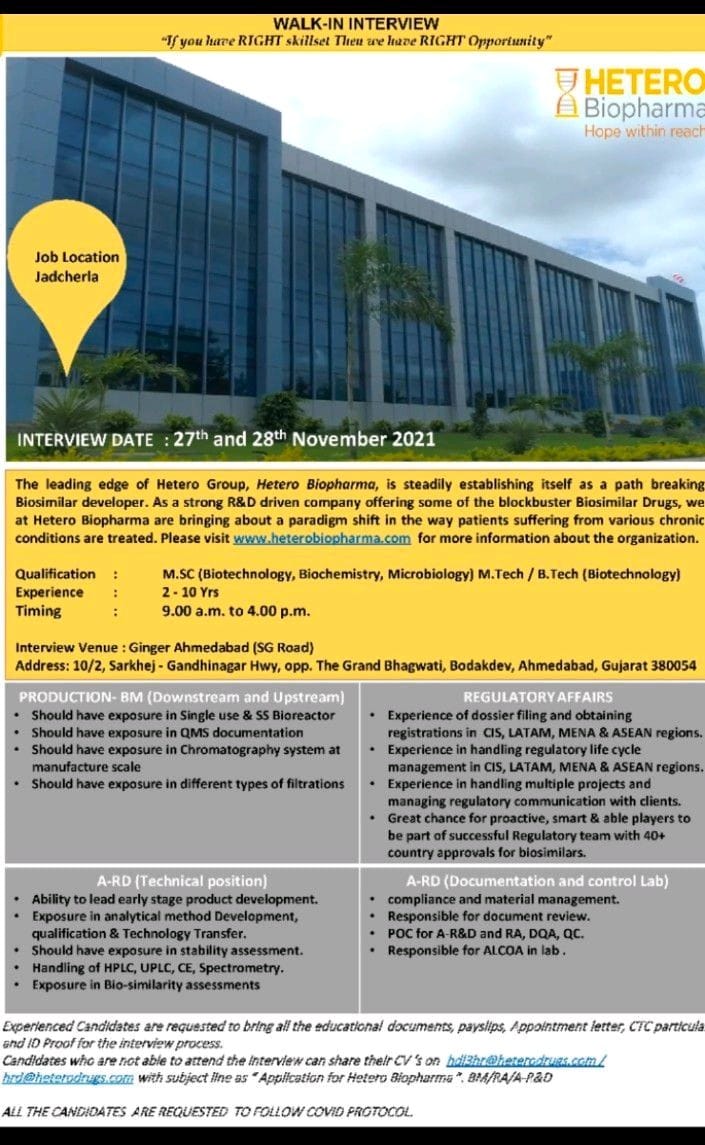 WALK-IN INTERVIEW
"If you have RIGHT skillset Then we have RIGHT Opportunity"
HETERO
Biopharma
Hope within reach
Job Location
Jadcherla
INTERVIEW DATE : 27th and 28th November 2021
The leading edge of Hetero Group, Hetero Biopharma, is steadily establishing itself as a path breaking
Biosimilar developer. As a strong R&D driven company offering some of the blockbuster Biosimilar Drugs, we
at Hetero Biopharma are bringing about a paradigm shift in the way patients suffering from various chronic
conditions are treated. Please visit www.heterobiopharma.com for more information about the organization.
Qualification : M.SC (Biotechnology, Biochemistry, Microbiology) M.Tech / B.Tech (Biotechnology)
Experience : 2 - 10 Yrs
Timing : 9.00 a.m. to 4.00 p.m.
Interview Venue : Ginger Ahmedabad (SG Road)
Address: 10/2, Sarkhej - Gandhinagar Hwy, opp. The Grand Bhagwati, Bodakdev, Ahmedabad, Gujarat 380054
PRODUCTION- BM (Downstream and Upstream)
• Should have exposure in Single use & SS Bioreactor
• Should have exposure in QMS documentation
• Should have exposure in Chromatography system at
manufacture scale
• Should have exposure in different types of filtrations
REGULATORY AFFAIRS
• Experience of dossier filing and obtaining
registrations in CIS, LATAM, MENA & ASEAN regions.
• Experience in handling regulatory life cycle
management in CIS, LATAM, MENA & ASEAN regions.
• Experience in handling multiple projects and
managing regulatory communication with clients.
• Great chance for proactive, smart & able players to
be part of successful Regulatory team with 40+
country approvals for biosimilars.
A-RD (Technical position)
• Ability to lead early stage product development.
• Exposure in analytical method Development,
qualification & Technology Transfer.
• Should have exposure in stability assessment.
• Handling of HPLC, UPLC, CE, Spectrometry.
• Exposure in Bio-similarity assessments
A-RD (Documentation and control Lab)
• compliance and material management.
• Responsible for document review.
• POC for A-R&D and RA, DQA, QC.
• Responsible for ALCOA in lab .
Experienced Candidates are requested to bring all the educational documents, payslips, Appointment letter, CTC particula
and ID Proof for the interview process.
Candidates who are not able to attend the interview can share their CV 's on hdl3hr@heterodrugs.com /
hrd@heterodrugs.com with subject line as " Application for Hetero Biopharma ". BM/RA/A-R&D
ALL THE CANDIDATES ARE REQUESTED TO FOLLOW COVID PROTOCOL.